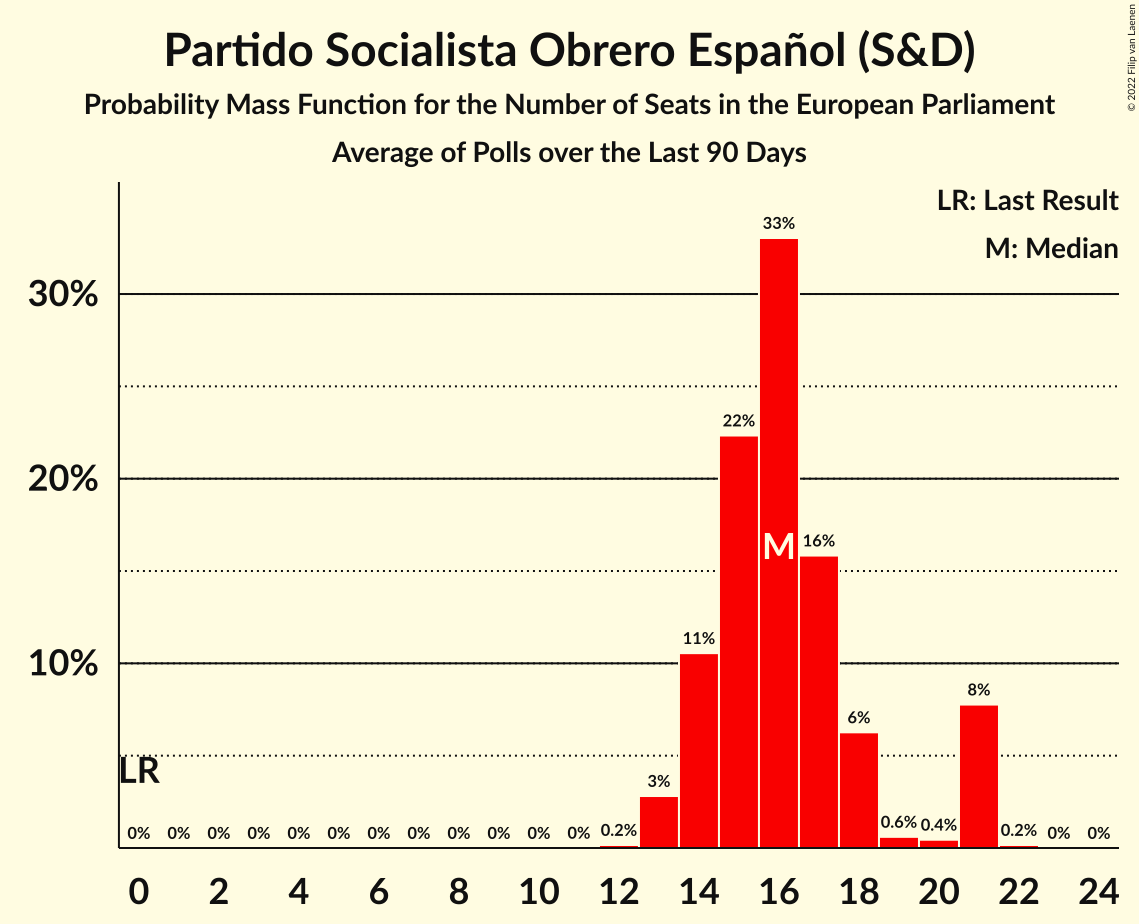 Partido Socialista Obrero Español (S&D)
Probability Mass Function for the Number of Seats in the European Parliament
Average of Polls over the Last 90 Days
© 2022 Filip van Laenen
LR: Last Result
M: Median
30%
20%
10%
LR
M
0% 0% 0% 0% 0% 0% 0% 0% 0% 0% 0% 0% 0.2% 3% 11% 22% 33% 16% 6% 0.6% 0.4% 8% 0.2% 0% 0%
0 2 4 6 8 10 12 14 16 18 20 22 24